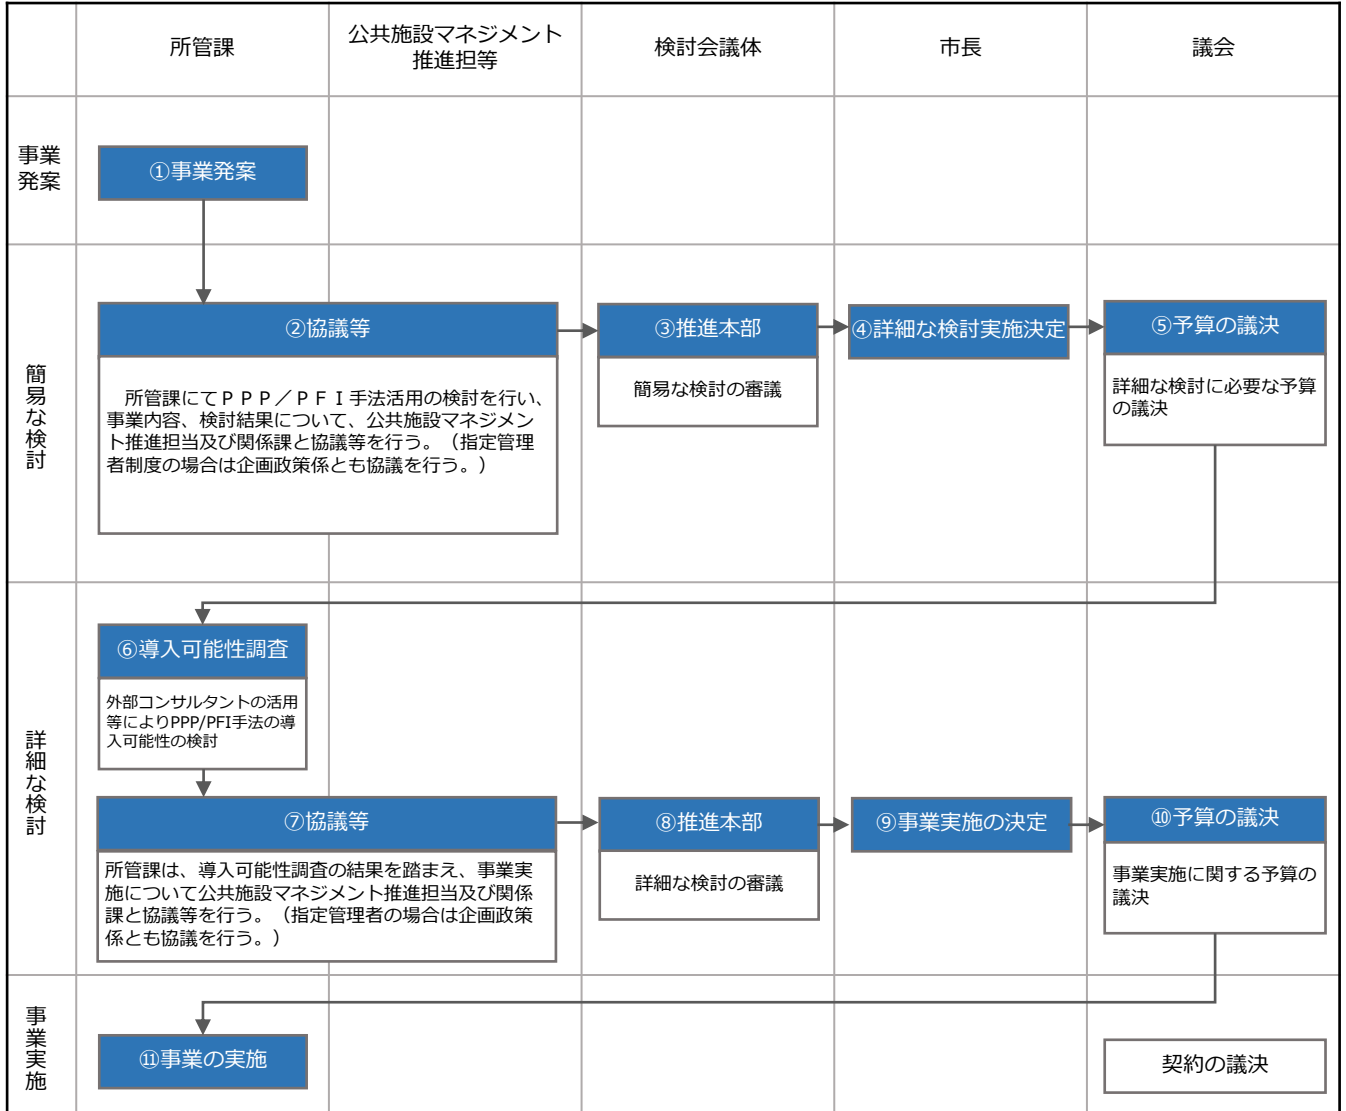 所管課
公共施設マネジメント
推進担等
検討会議体
市長
議会
事業
発案
①事業発案
簡易な検討
②協議等
所管課にてＰＰＰ／ＰＦＩ手法活用の検討を行い、
事業内容、検討結果について、公共施設マネジメン
ト推進担当及び関係課と協議等を行う。（指定管理
者制度の場合は企画政策係とも協議を行う。）
③推進本部
簡易な検討の審議
④詳細な検討実施決定
⑤予算の議決
詳細な検討に必要な予算
の議決
詳細な検討
⑥導入可能性調査
外部コンサルタントの活用
等によりPPP/PFI手法の導
入可能性の検討
⑦協議等
所管課は、導入可能性調査の結果を踏まえ、事業実
施について公共施設マネジメント推進担当及び関係
課と協議等を行う。（指定管理者の場合は企画政策
係とも協議を行う。）
⑧推進本部
詳細な検討の審議
⑨事業実施の決定
⑩予算の議決
事業実施に関する予算の
議決
事業実施
⑪事業の実施
契約の議決